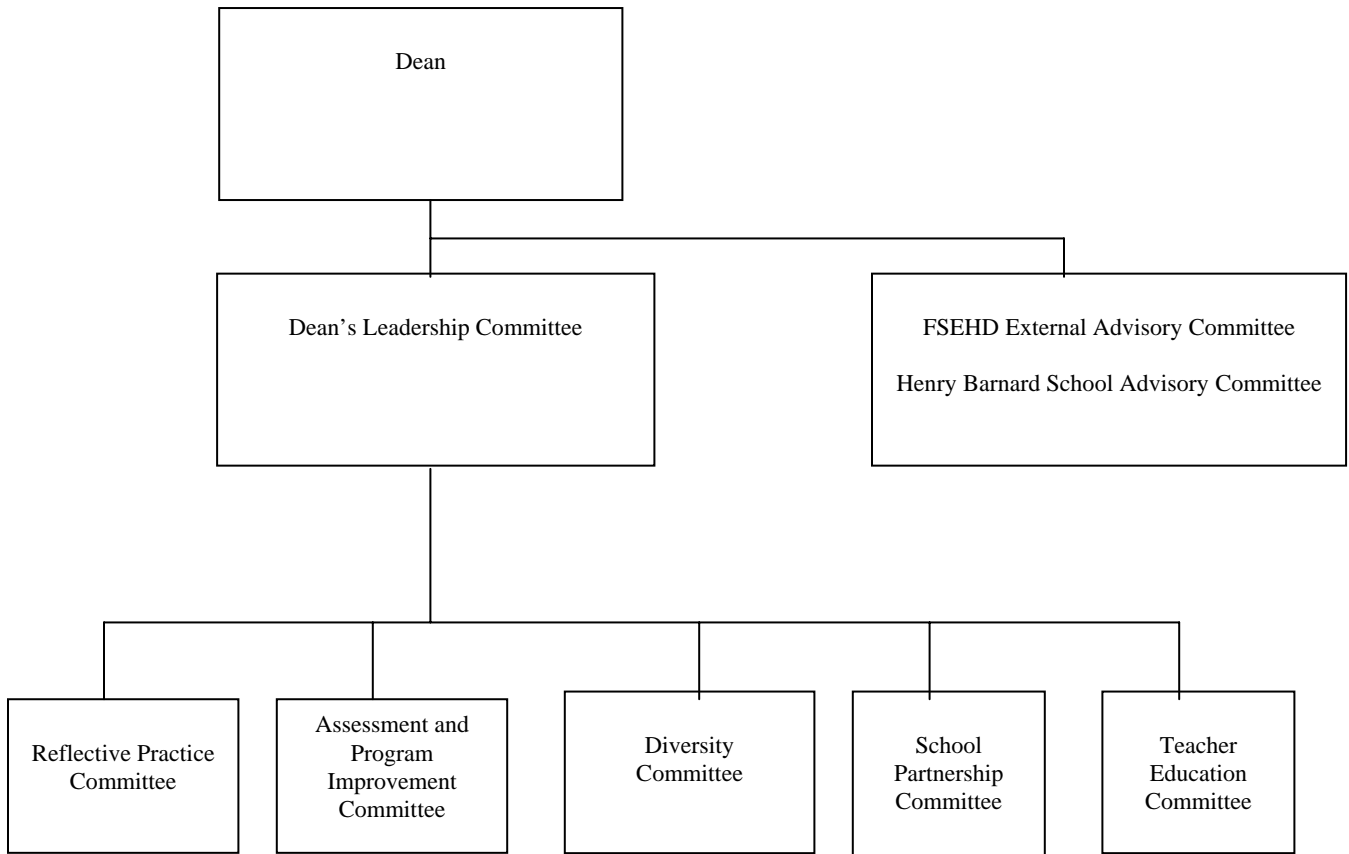 Dean
Dean’s Leadership Committee
FSEHD External Advisory Committee
Henry Barnard School Advisory Committee
Reflective Practice
Committee
Assessment and
Program
Improvement
Committee
Diversity
Committee
School
Partnership
Committee
Teacher
Education
Committee